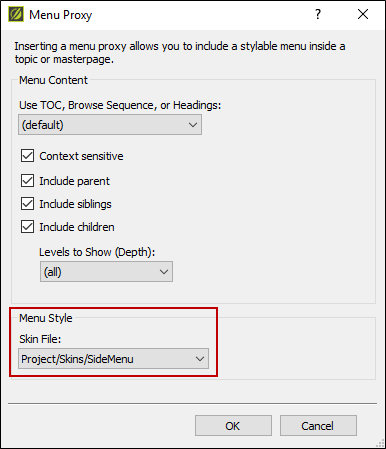 Menu Proxy
?
Inserting a menu proxy allows you to include a stylable menu inside a
topic or masterpage.
Menu Content
Use TOC, Browse Sequence, or Headings:
(default)
Context sensitive
Include parent
Include siblings
Include children
Levels to Show (Depth):
(all)
Menu Style
Skin File:
Project/Skins/SideMenu
OK
Cancel